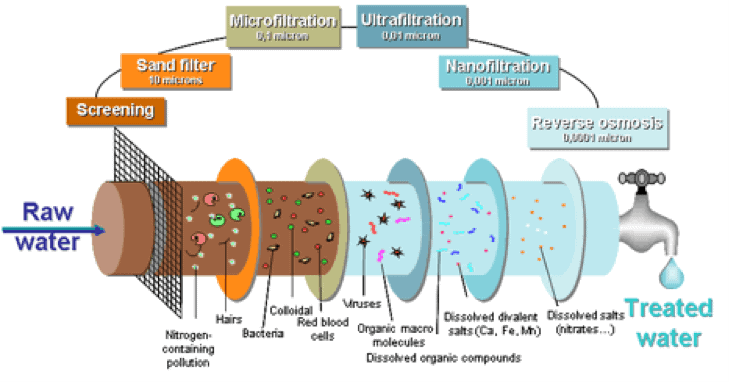 Microfiltration
0,1 micron
Ultrafiltration
0,01 micron
Sand filter
10 microns
Nanofiltration
0,001 micron
Screening
Reverse osmosis
0,0001 micron
Raw
water
Nitrogen-
containing
pollution
Hairs
Bacteria
Colloidal
Red blood
cells
Viruses
Organic macro
molecules
Dissolved organic compounds
Dissolved divalent
salts (Ca, Fe, Mn)
Dissolved salts
(nitrates...)
Treated
water